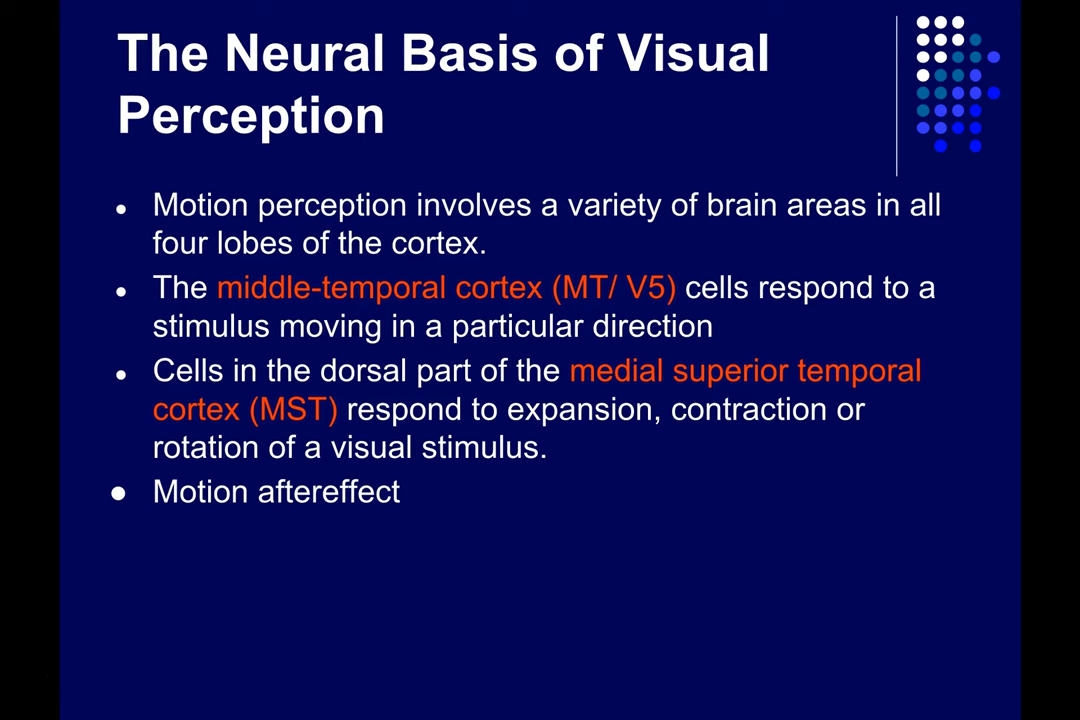 The Neural Basis of Visual
Perception
● Motion perception involves a variety of brain areas in all
four lobes of the cortex.
● The middle-temporal cortex (MT/ V5) cells respond to a
stimulus moving in a particular direction
● Cells in the dorsal part of the medial superior temporal
cortex (MST) respond to expansion, contraction or
rotation of a visual stimulus.
● Motion aftereffect